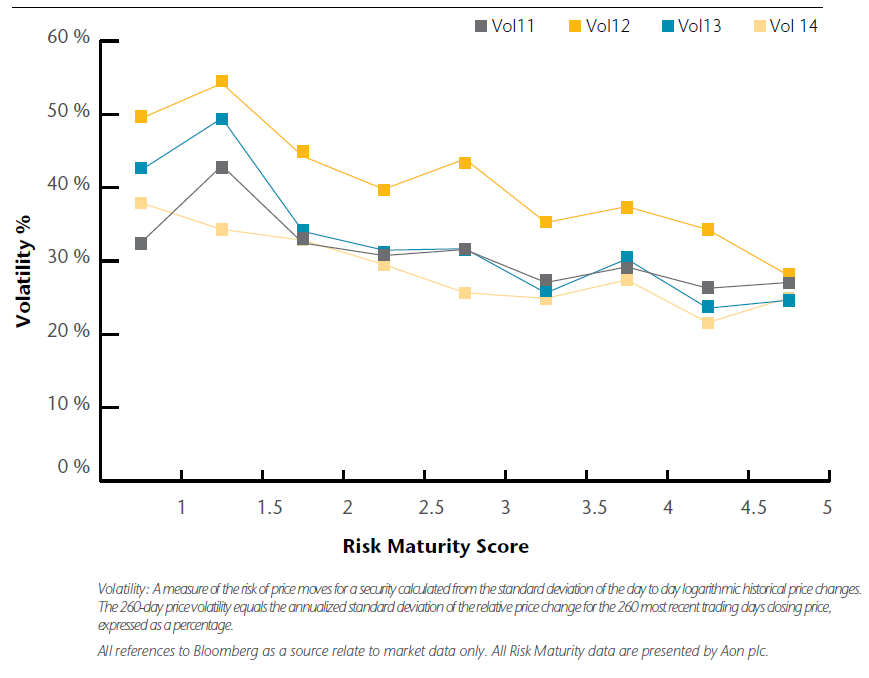 Vol11 Vol12 Vol13 Vol 14
60 %
50 %
40 %
30 %
20 %
10 %
0 %
Volatility %
1 1.5 2 2.5 3 3.5 4 4.5 5
Risk Maturity Score
Volatility: A measure of the risk of price moves for a security calculated from the standard deviation of the day to day logarithmic historical price changes.
The 260-day price volatility equals the annualized standard deviation of the relative price change for the 260 most recent trading days closing price,
expressed as a percentage.
All references to Bloomberg as a source relate to market data only. All Risk Maturity data are presented by Aon plc.